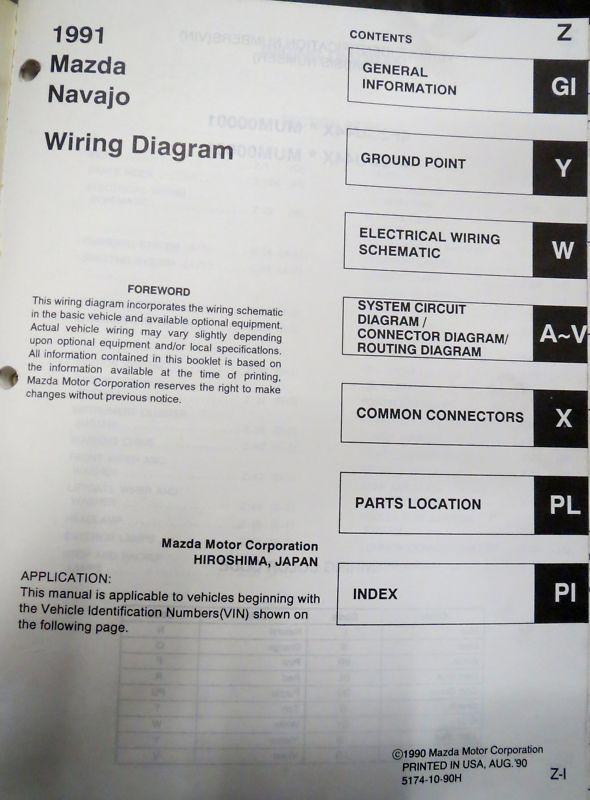 1991
Mazda
Navajo
Wiring Diagram
FOREWORD
This wiring diagram incorporates the wiring schematic
in the basic vehicle and available optional equipment.
Actual vehicle wiring may vary slightly depending
upon optional equipment and/or local specifications.
All information contained in this booklet is based on
the information available at the time of printing,
Mazda Motor Corporation reserves the right to make
changes without previous notice.
Mazda Motor Corporation
HIROSHIMA, JAPAN
APPLICATION:
This manual is applicable to vehicles beginning with
the Vehicle Identification Numbers(VIN) shown on
the following page.
CONTENTS
Z
GENERAL
INFORMATION
GI
GROUND POINT
Y
ELECTRICAL WIRING
SCHEMATIC
W
SYSTEM CIRCUIT
DIAGRAM /
CONNECTOR DIAGRAM/
ROUTING DIAGRAM
A~V
COMMON CONNECTORS
X
PARTS LOCATION
PL
INDEX
PI
©1990 Mazda Motor Corporation
PRINTED IN USA, AUG.'90
5174-10-90H
Z-I